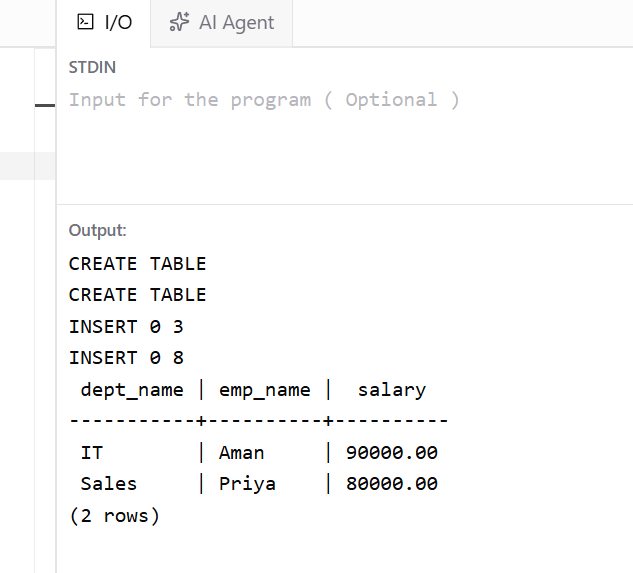 I/O AI Agent
STDIN
Input for the program ( Optional )
Output:
CREATE TABLE
CREATE TABLE
INSERT 0 3
INSERT 0 8
 dept_name | emp_name |  salary
-----------+----------+----------
 IT        | Aman     | 90000.00
 Sales     | Priya    | 80000.00
(2 rows)